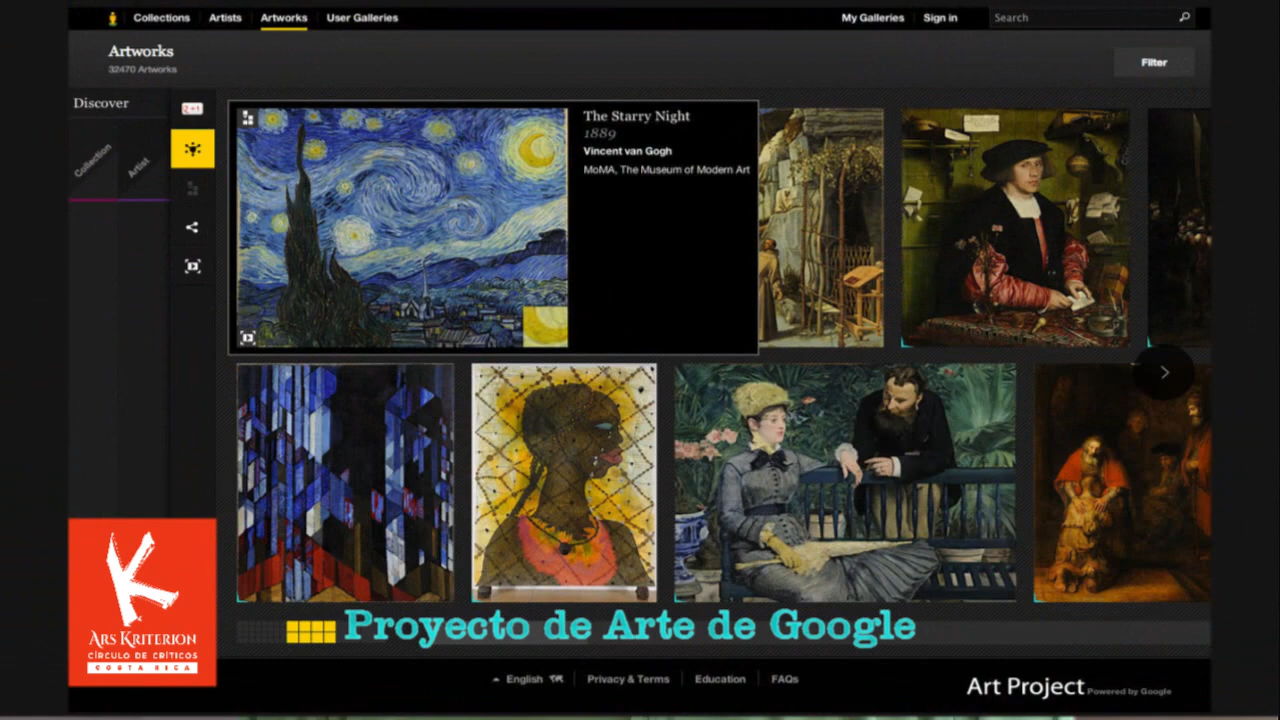 Collections Artists Artworks User Galleries My Galleries Sign in Search
Artworks
32470 Artworks
Filter
Discover
Collection
Artist
The Starry Night
1889
Vincent van Gogh
MoMA, The Museum of Modern Art
Proyecto de Arte de Google
ARS KRITERION
CÍRCULO DE CRÍTICOS
COSTA RICA
English Privacy & Terms Education FAQs
Art Project Powered by Google